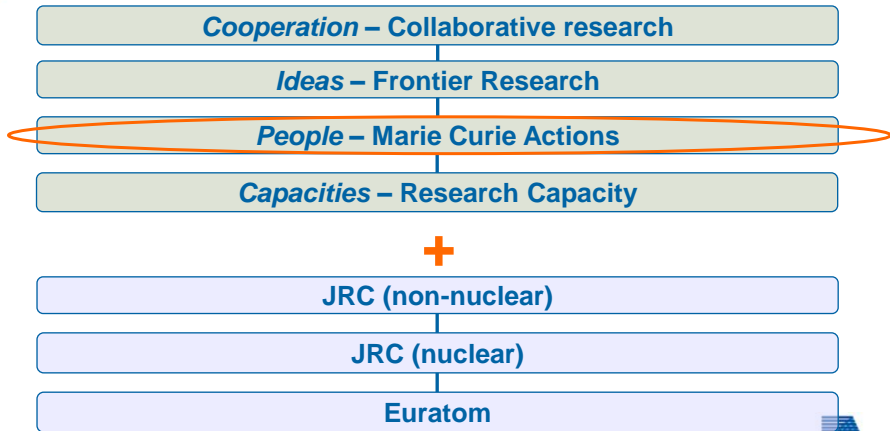 Cooperation – Collaborative research
Ideas – Frontier Research
People – Marie Curie Actions
Capacities – Research Capacity
+
JRC (non-nuclear)
JRC (nuclear)
Euratom